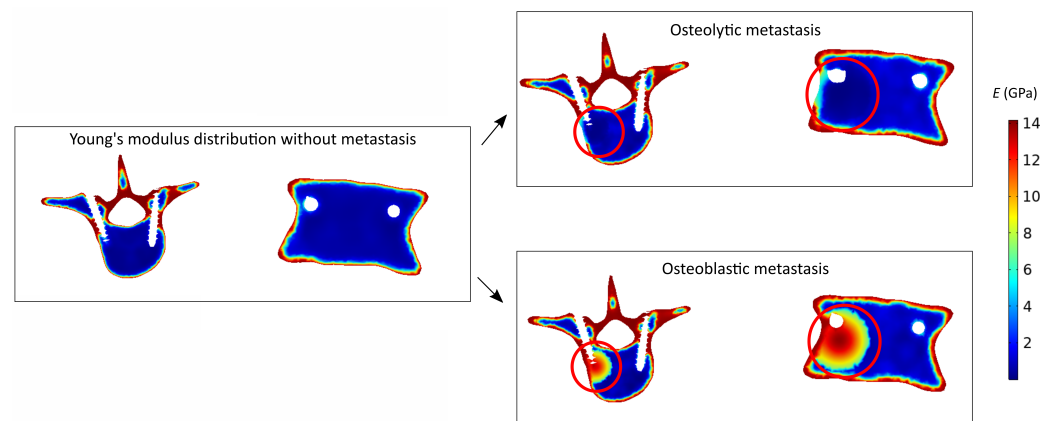 Osteolytic metastasis
Young's modulus distribution without metastasis
Osteoblastic metastasis
E (GPa)
14
12
10
8
6
4
2